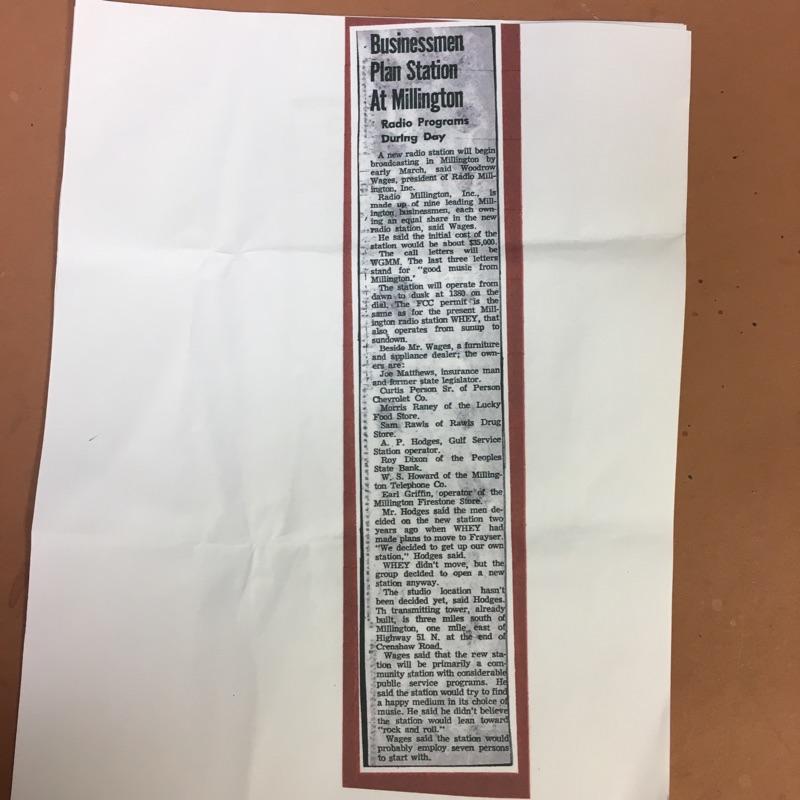 Businessmen
Plan Station
At Millington
Radio Programs
During Day
A new radio station will begin
broadcasting in Millington by
early March, said Woodrow
Wages, president of Radio Mill-
ington, Inc.
Radio Millington, Inc., is
made up of nine leading Mill-
ington businessmen, each own-
ing an equal share in the new
radio station, said Wages.
He said the initial cost of the
station would be about $35,000.
The call letters will be
WGMM. The last three letters
stand for "good music from
Millington."
The station will operate from
dawn to dusk at 1380 on the
dial. The FCC permit is the
same as for the present Mill-
ington radio station WHEY, that
also operates from sunup to
sundown.
Beside Mr. Wages, a furniture
and appliance dealer; the own-
ers are:
Joe Matthews, insurance man
and former state legislator.
Curtis Person Sr. of Person
Chevrolet Co.
Morris Raney of the Lucky
Food Store.
Sam Rawls of Rawls Drug
Store.
A. P. Hodges, Gulf Service
Station operator.
Roy Dixon of the Peoples
State Bank.
W. S. Howard of the Milling-
ton Telephone Co.
Earl Griffin, operator of the
Millington Firestone Store.
Mr. Hodges said the men de-
cided on the new station two
years ago when WHEY had
made plans to move to Frayser.
"We decided to get up our own
station," Hodges said.
WHEY didn't move, but the
group decided to open a new
station anyway.
The studio location hasn't
been decided yet, said Hodges.
Th transmitting tower, already
built, is three miles south of
Millington, one mile east of
Highway 51 N. at the end of
Crenshaw Road.
Wages said that the new sta-
tion will be primarily a com-
munity station with considerable
public service programs. He
said the station would try to find
a happy medium in its choice of
music. He said he didn't believe
the station would lean toward
"rock and roll."
Wages said the station would
probably employ seven persons
to start with.